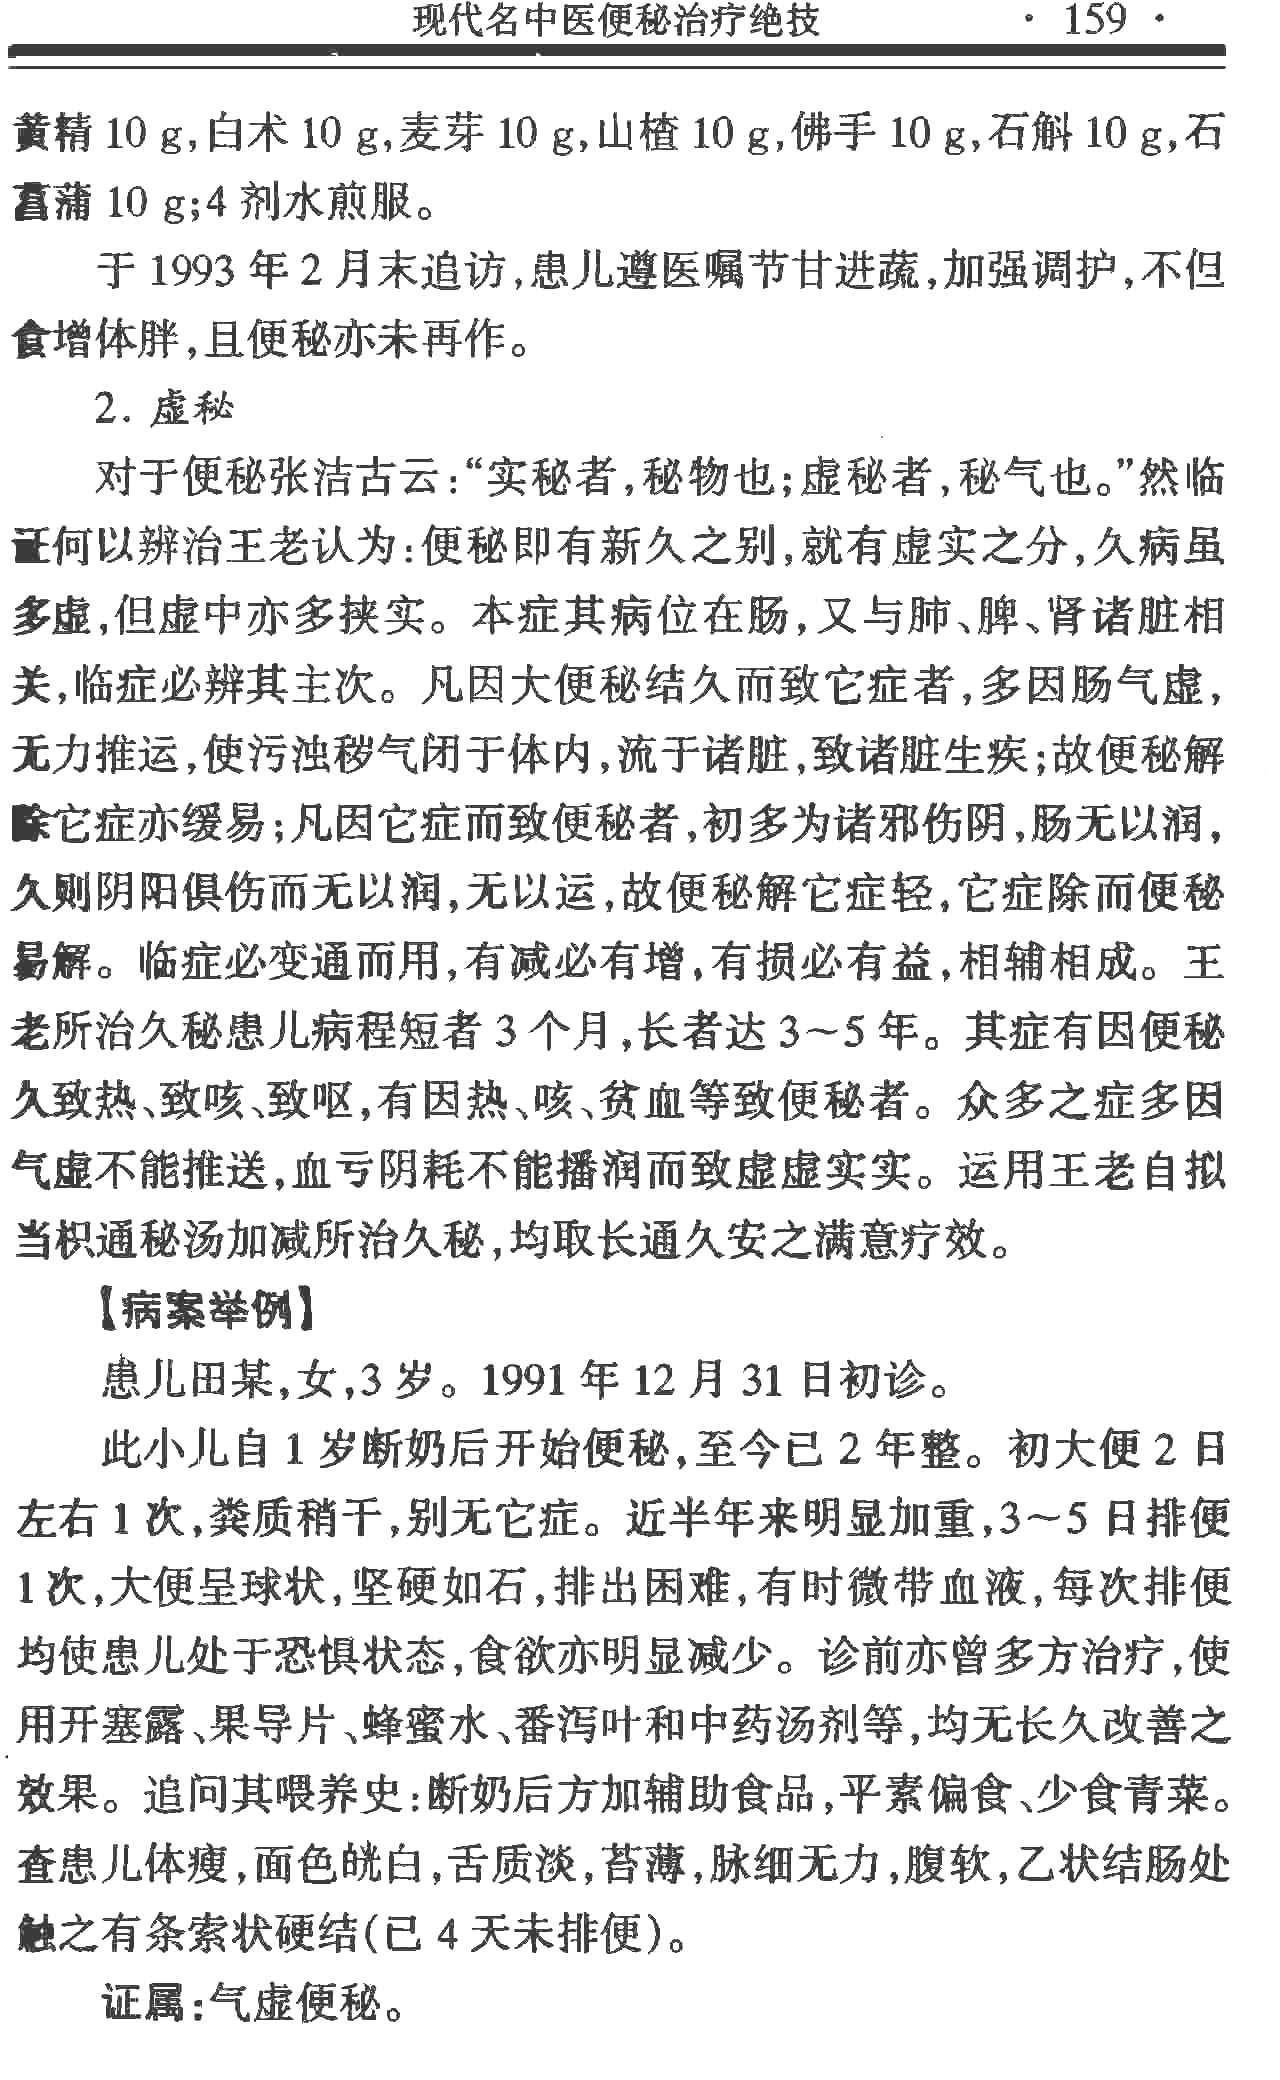 现代名中医便秘治疗绝技 · 159 ·
黄精 10 g,白术 10 g,麦芽 10 g,山楂 10 g,佛手 10 g,石斛 10 g,石
菖蒲 10 g;4 剂水煎服。
于 1993 年 2 月末追访,患儿遵医嘱节甘进蔬,加强调护,不但
食增体胖,且便秘亦未再作。
2. 虚秘
对于便秘张洁古云:“实秘者,秘物也;虚秘者,秘气也。”然临
证何以辨治王老认为:便秘即有新久之别,就有虚实之分,久病虽
多虚,但虚中亦多挟实。本症其病位在肠,又与肺、脾、肾诸脏相
关,临症必辨其主次。凡因大便秘结久而致它症者,多因肠气虚,
无力推运,使污浊秽气闭于体内,流于诸脏,致诸脏生疾;故便秘解
除它症亦缓易;凡因它症而致便秘者,初多为诸邪伤阴,肠无以润,
久则阴阳俱伤而无以润,无以运,故便秘解它症轻,它症除而便秘
易解。临症必变通而用,有减必有增,有损必有益,相辅相成。王
老所治久秘患儿病程短者 3 个月,长者达 3～5 年。其症有因便秘
久致热、致咳、致呕,有因热、咳、贫血等致便秘者。众多之症多因
气虚不能推送,血亏阴耗不能播润而致虚虚实实。运用王老自拟
当枳通秘汤加减所治久秘,均取长通久安之满意疗效。
【病案举例】
患儿田某,女,3 岁。1991 年 12 月 31 日初诊。
此小儿自 1 岁断奶后开始便秘,至今已 2 年整。初大便 2 日
左右 1 次,粪质稍干,别无它症。近半年来明显加重,3～5 日排便
1 次,大便呈球状,坚硬如石,排出困难,有时微带血液,每次排便
均使患儿处于恐惧状态,食欲亦明显减少。诊前亦曾多方治疗,使
用开塞露、果导片、蜂蜜水、番泻叶和中药汤剂等,均无长久改善之
效果。追问其喂养史:断奶后方加辅助食品,平素偏食、少食青菜。
查患儿体瘦,面色㿠白,舌质淡,苔薄,脉细无力,腹软,乙状结肠处
触之有条索状硬结(已 4 天未排便)。
证属:气虚便秘。